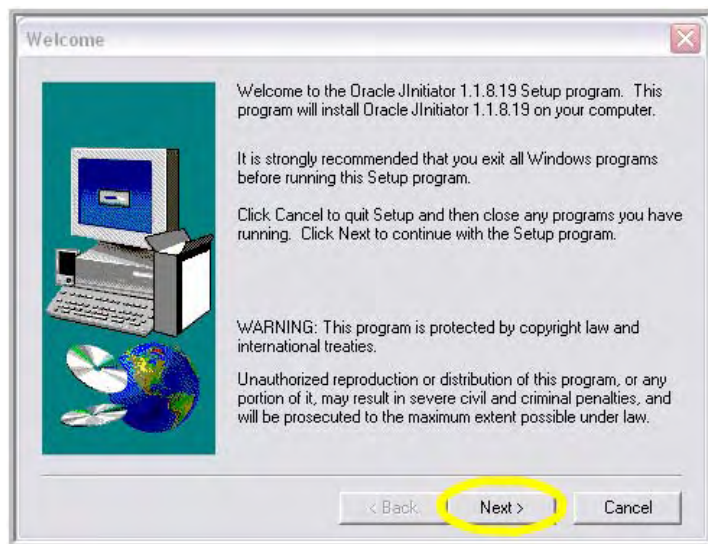 Welcome
Welcome to the Oracle JInitiator 1.1.8.19 Setup program. This
program will install Oracle JInitiator 1.1.8.19 on your computer.
It is strongly recommended that you exit all Windows programs
before running this Setup program.
Click Cancel to quit Setup and then close any programs you have
running. Click Next to continue with the Setup program.
WARNING: This program is protected by copyright law and
international treaties.
Unauthorized reproduction or distribution of this program, or any
portion of it, may result in severe civil and criminal penalties, and
will be prosecuted to the maximum extent possible under law.
< Back Next > Cancel